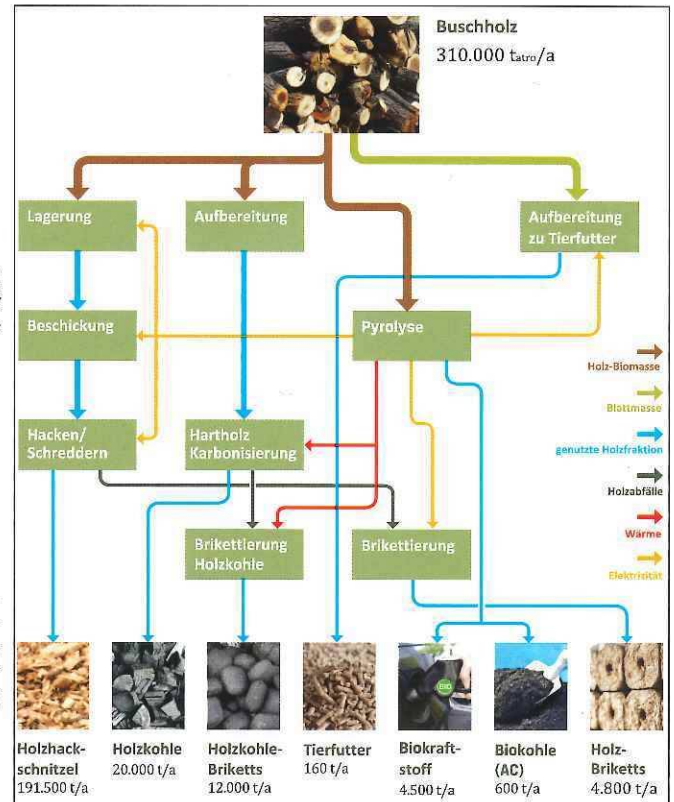 Buschholz
310.000 tatro/a
Lagerung
Aufbereitung
Aufbereitung
zu Tierfutter
Beschickung
Pyrolyse
Holz-Biomasse
Blattmasse
Hacken/
Schreddern
Hartholz
Karbonisierung
genutzte Holzfraktion
Holzabfälle
Wärme
Elektrizität
Brikettierung
Holzkohle
Brikettierung
BIO
Holzhack-
schnitzel
191.500 t/a
Holzkohle
20.000 t/a
Holzkohle-
Briketts
12.000 t/a
Tierfutter
160 t/a
Biokraft-
stoff
4.500 t/a
Biokohle
(AC)
600 t/a
Holz-
Briketts
4.800 t/a